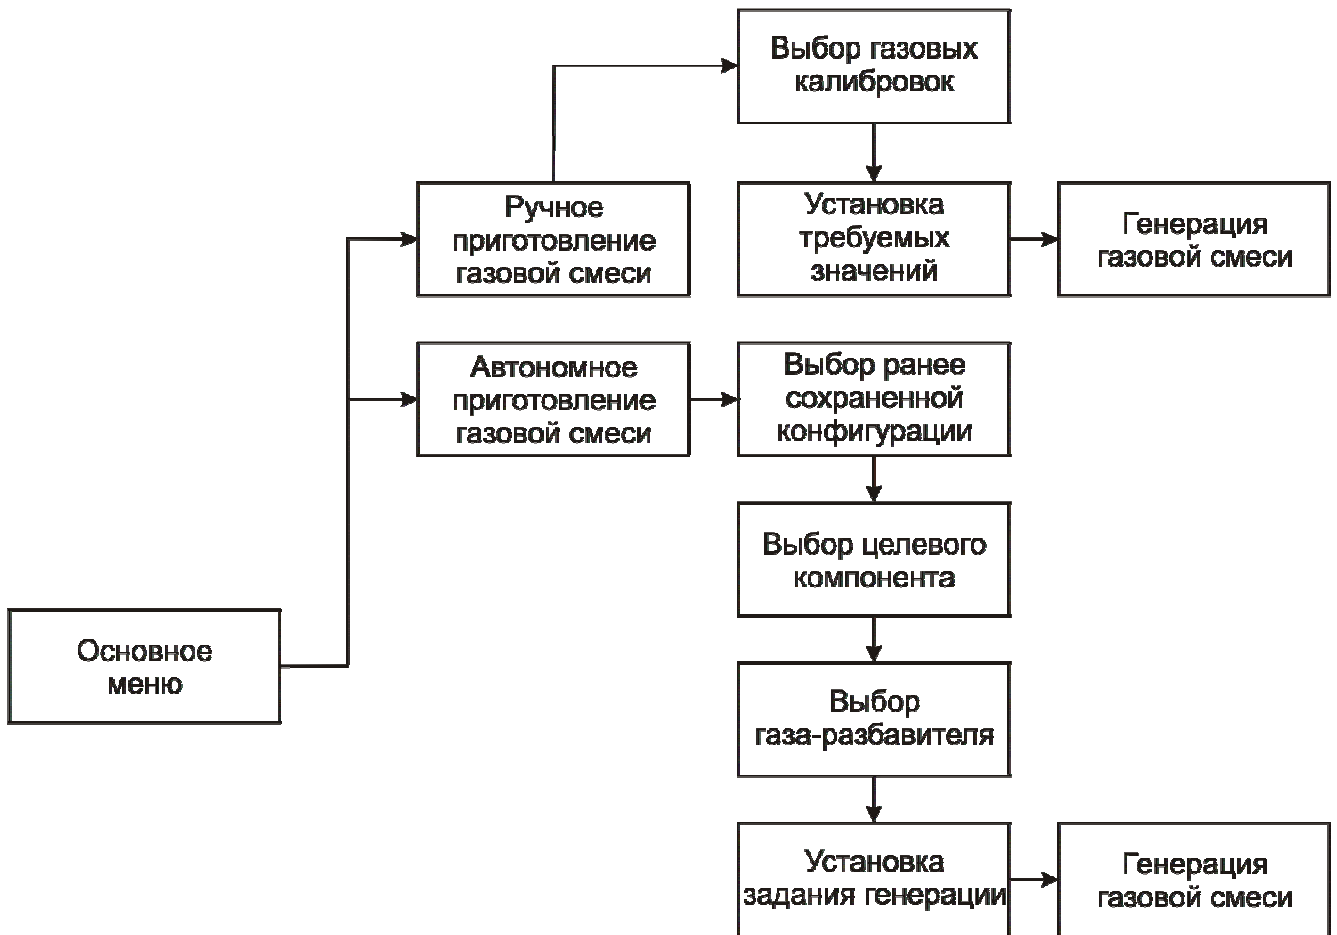 Выбор газовых
калибровок
Ручное
приготовление
газовой смеси
Установка
требуемых
значений
Генерация
газовой смеси
Автономное
приготовление
газовой смеси
Выбор ранее
сохраненной
конфигурации
Выбор целевого
компонента
Основное
меню
Выбор
газа-разбавителя
Установка
задания генерации
Генерация
газовой смеси